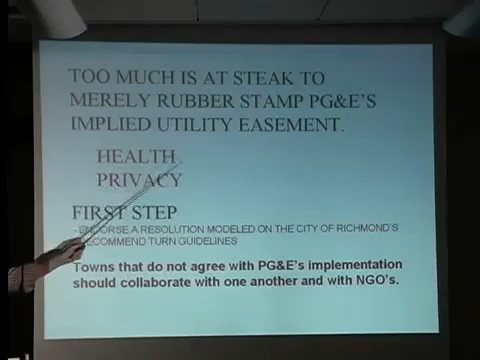 TOO MUCH IS AT STEAK TO
MERELY RUBBER STAMP PG&E'S
IMPLIED UTILITY EASEMENT.
HEALTH
PRIVACY
FIRST STEP
A RESOLUTION MODELED ON THE CITY OF RICHMOND'S
TURN GUIDELINES
Towns that do not agree with PG&E's implementation
should collaborate with one another and with NGO's.